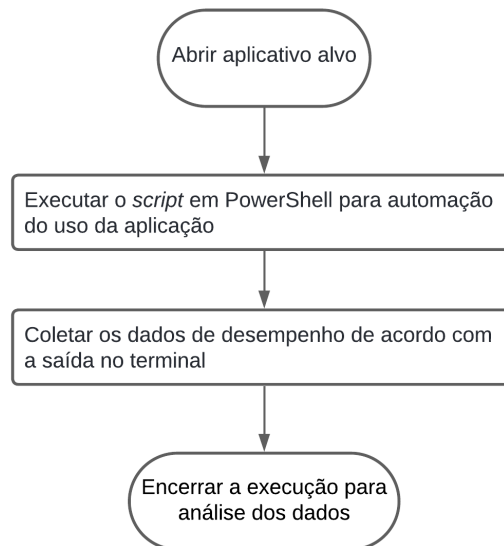 Abrir aplicativo alvo
Executar o script em PowerShell para automação
do uso da aplicação
Coletar os dados de desempenho de acordo com
a saída no terminal
Encerrar a execução para
análise dos dados